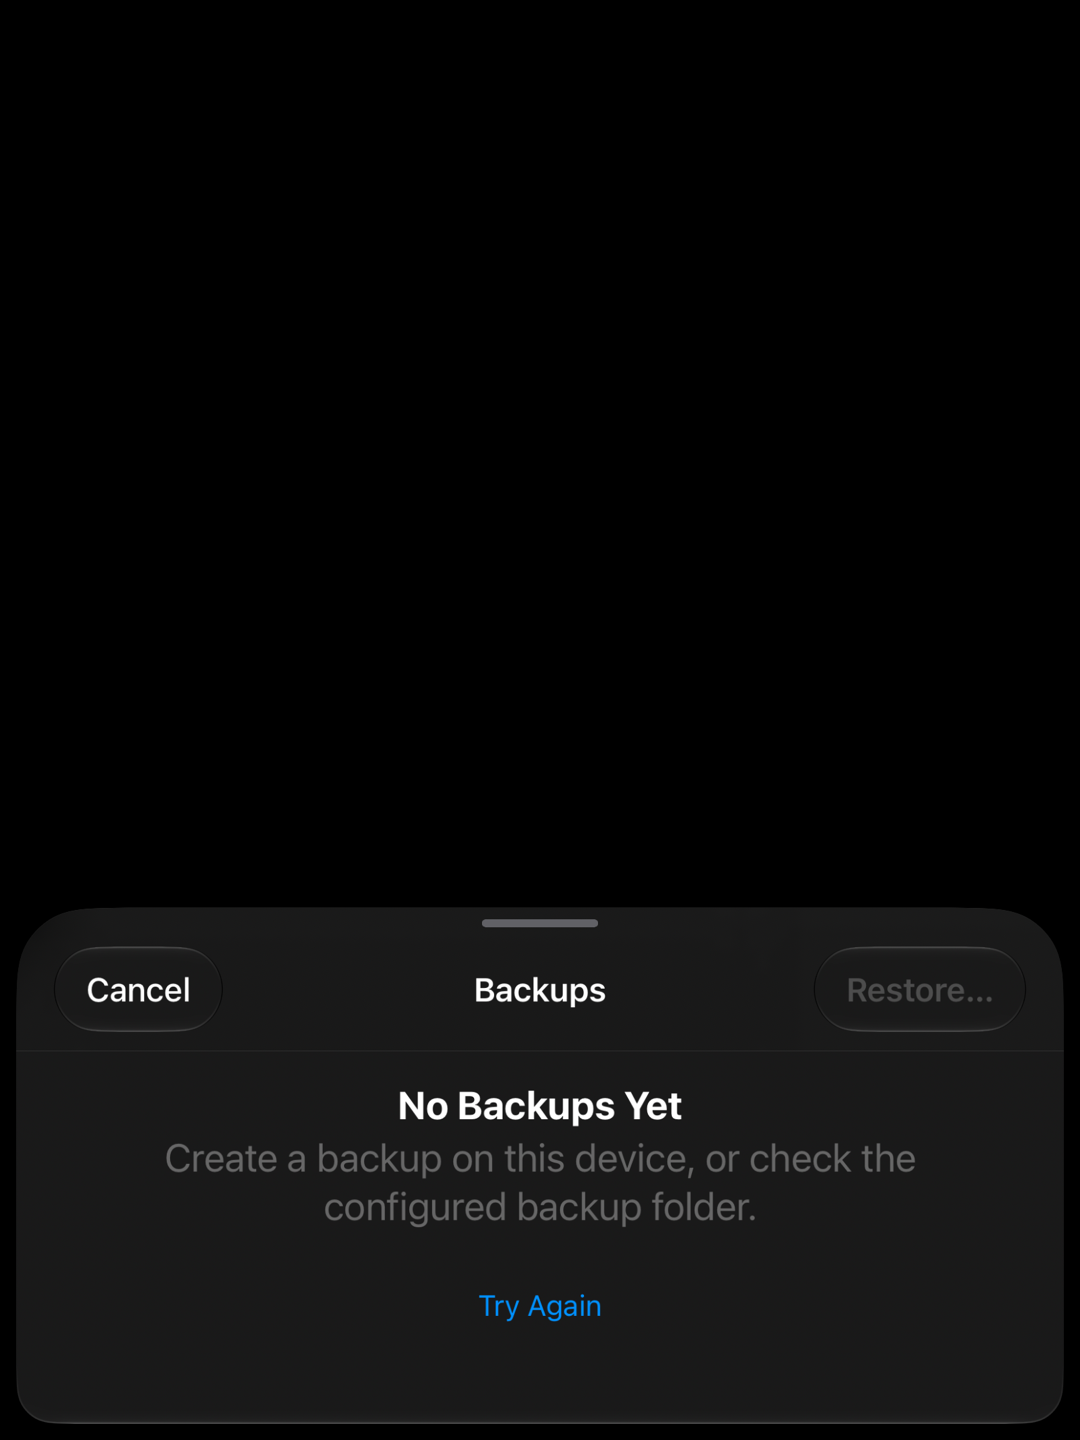 Cancel
Backups
Restore...
No Backups Yet
Create a backup on this device, or check the
configured backup folder.
Try Again